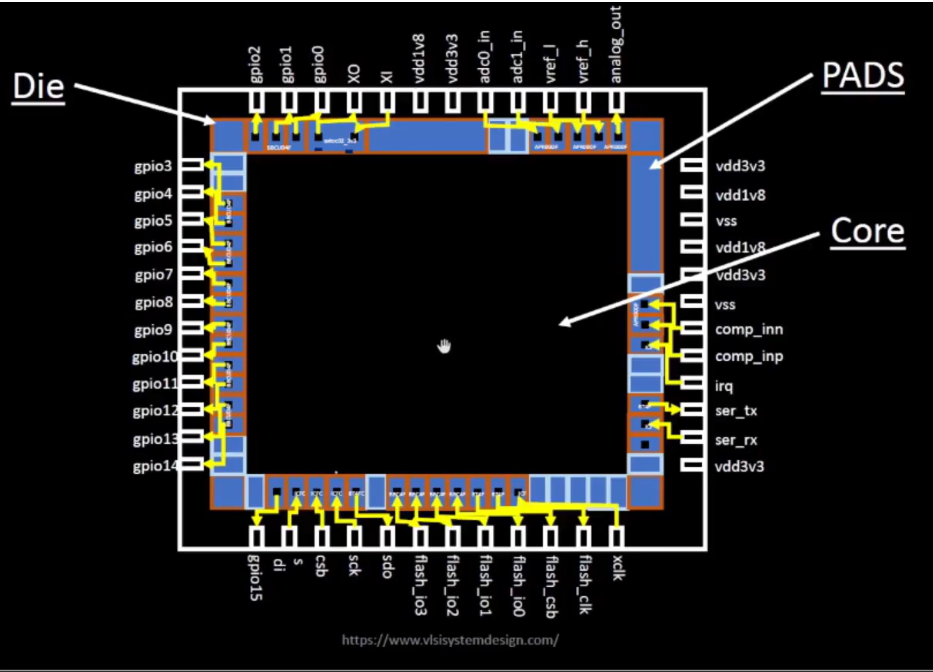 gpio2
gpio1
gpio0
XO
XI
vdd1v8
vdd3v3
adc0_in
adc1_in
vref_l
vref_h
analog_out
Die
PADS
Core
gpio3
gpio4
gpio5
gpio6
gpio7
gpio8
gpio9
gpio10
gpio11
gpio12
gpio13
gpio14
vdd3v3
vdd1v8
vss
vdd1v8
vdd3v3
vss
comp_inn
comp_inp
irq
ser_tx
ser_rx
vdd3v3
gpio15
di
s
csb
sck
sdo
flash_io3
flash_io2
flash_io1
flash_io0
flash_csb
flash_clk
xclk
https://www.vlsisystemdesign.com/